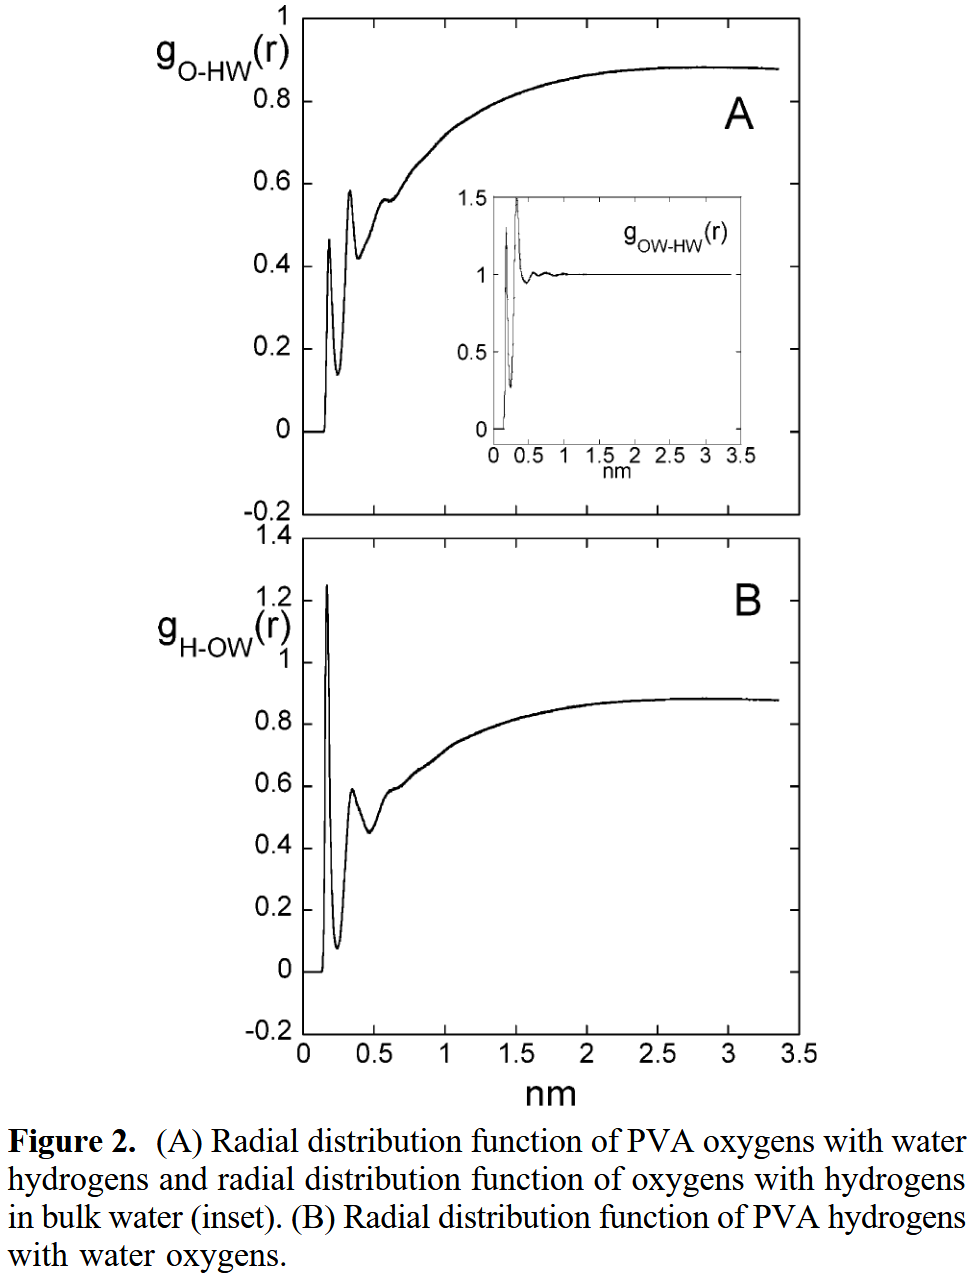 1
gO-HW(r)
0.8
A
0.6
1.5
gOW-HW(r)
0.4
1
0.2
0.5
0
0
0 0.5 1 1.5 2 2.5 3 3.5
nm
-0.2
1.4
1.2
B
gH-OW(r)
1
0.8
0.6
0.4
0.2
0
-0.2
0 0.5 1 1.5 2 2.5 3 3.5
nm
Figure 2. (A) Radial distribution function of PVA oxygens with water
hydrogens and radial distribution function of oxygens with hydrogens
in bulk water (inset). (B) Radial distribution function of PVA hydrogens
with water oxygens.